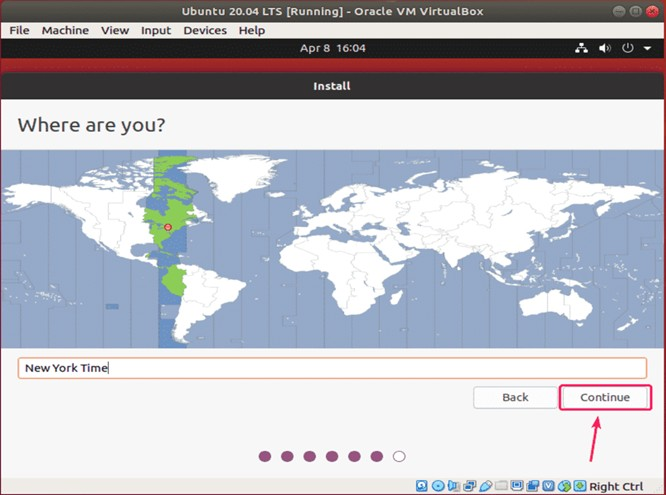 Ubuntu 20.04 LTS [Running] - Oracle VM VirtualBox
File Machine View Input Devices Help
Apr 8 16:04
Install
Where are you?
New York Time
Back Continue
Right Ctrl